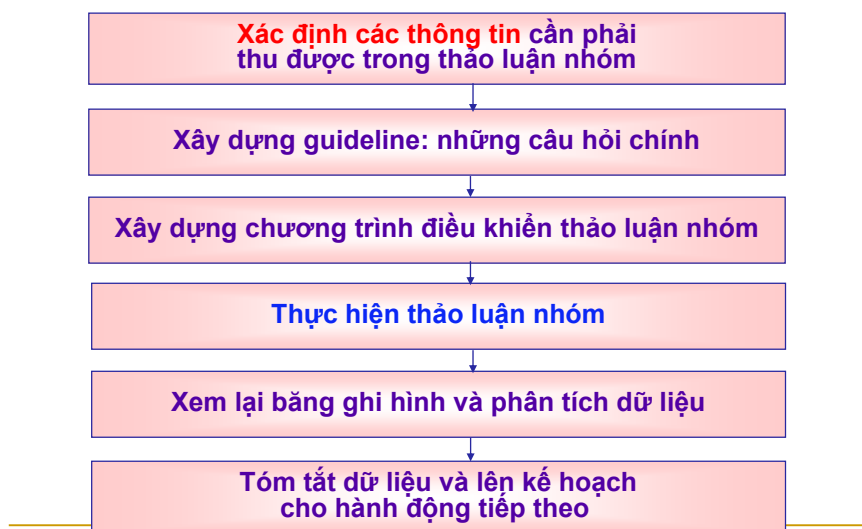 Xác định các thông tin cần phải
thu được trong thảo luận nhóm
Xây dựng guideline: những câu hỏi chính
Xây dựng chương trình điều khiển thảo luận nhóm
Thực hiện thảo luận nhóm
Xem lại băng ghi hình và phân tích dữ liệu
Tóm tắt dữ liệu và lên kế hoạch
cho hành động tiếp theo